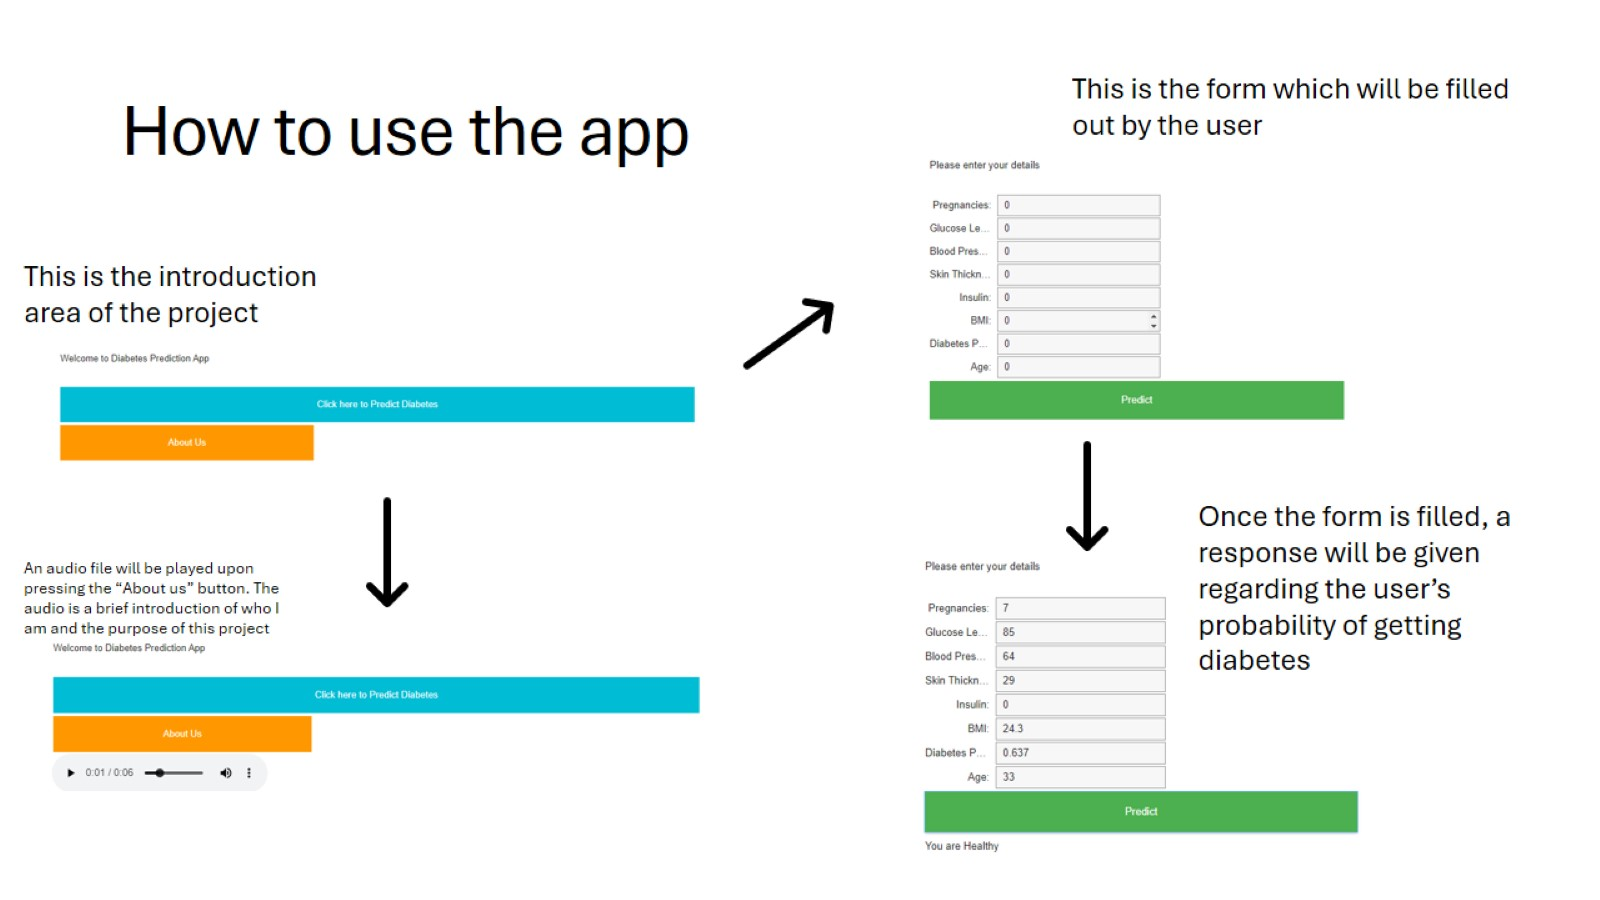 How to use the app
This is the introduction
area of the project
Welcome to Diabetes Prediction App
Click here to Predict Diabetes
About Us
An audio file will be played upon
pressing the “About us” button. The
audio is a brief introduction of who I
am and the purpose of this project
Welcome to Diabetes Prediction App
Click here to Predict Diabetes
About Us
0:01 / 0:06
This is the form which will be filled
out by the user
Please enter your details
Pregnancies: 0
Glucose Le... 0
Blood Pres... 0
Skin Thickn... 0
Insulin: 0
BMI: 0
Diabetes P... 0
Age: 0
Predict
Once the form is filled, a
response will be given
regarding the user’s
probability of getting
diabetes
Please enter your details
Pregnancies: 7
Glucose Le... 85
Blood Pres... 64
Skin Thickn... 29
Insulin: 0
BMI: 24.3
Diabetes P... 0.637
Age: 33
Predict
You are Healthy